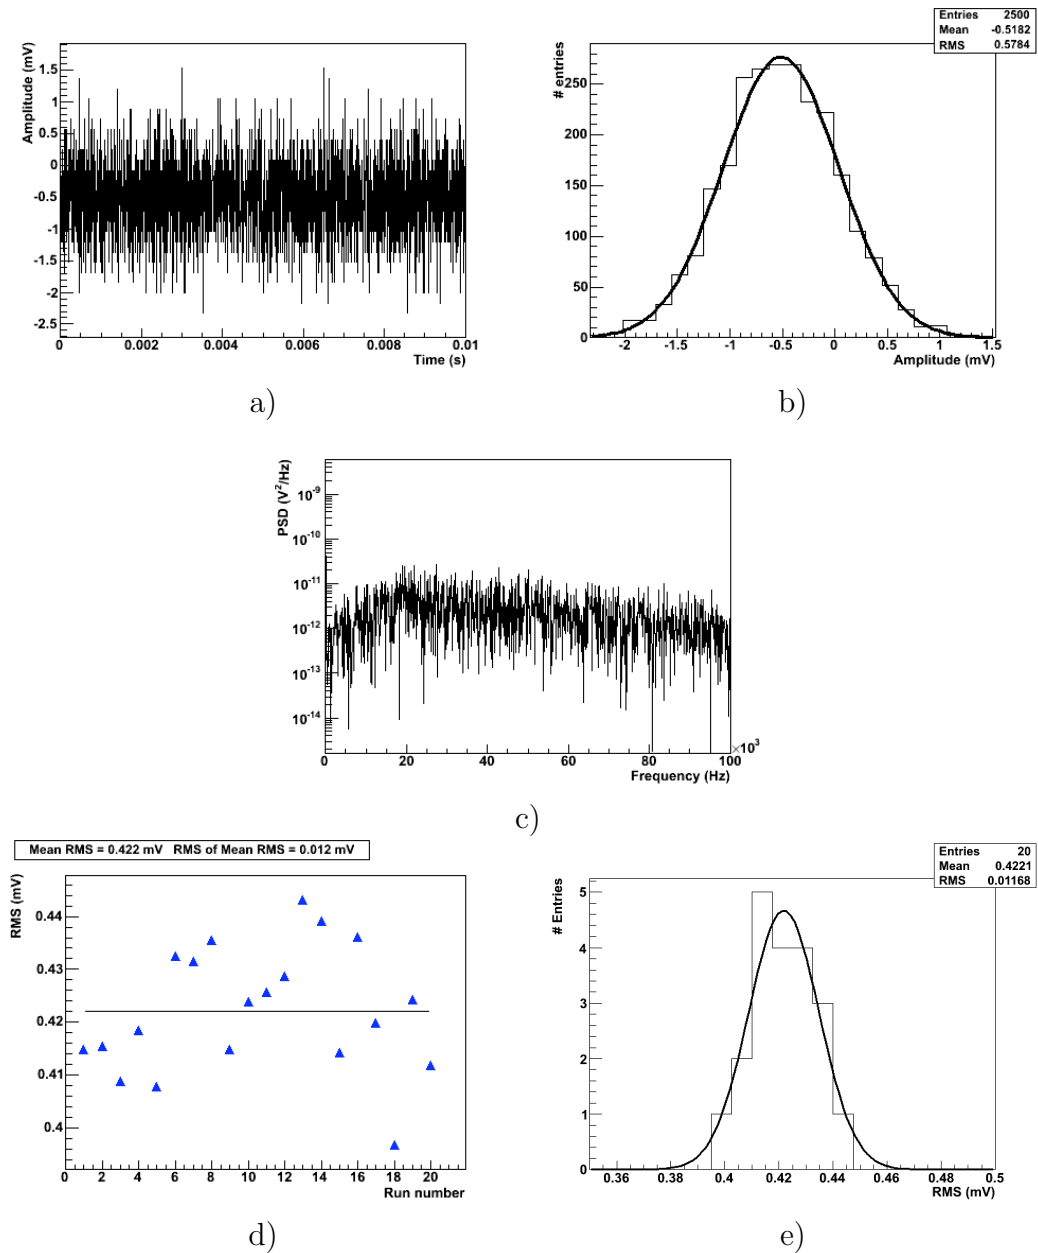 Entries 2500
Mean -0.5182
RMS 0.5784
Amplitude (mV)
1.5
1
0.5
0
-0.5
-1
-1.5
-2
-2.5
0 0.002 0.004 0.006 0.008 0.01
Time (s)
# entries
250
200
150
100
50
0
-2 -1.5 -1 -0.5 0 0.5 1 1.5
Amplitude (mV)
a)
b)
PSD (V²/Hz)
10⁻⁹
10⁻¹⁰
10⁻¹¹
10⁻¹²
10⁻¹³
10⁻¹⁴
0 20 40 60 80 100
×10³
Frequency (Hz)
c)
Mean RMS = 0.422 mV RMS of Mean RMS = 0.012 mV
RMS (mV)
0.44
0.43
0.42
0.41
0.4
0 2 4 6 8 10 12 14 16 18 20
Run number
Entries 20
Mean 0.4221
RMS 0.01168
# Entries
5
4
3
2
1
0
0.36 0.38 0.4 0.42 0.44 0.46 0.48 0.5
RMS (mV)
d)
e)